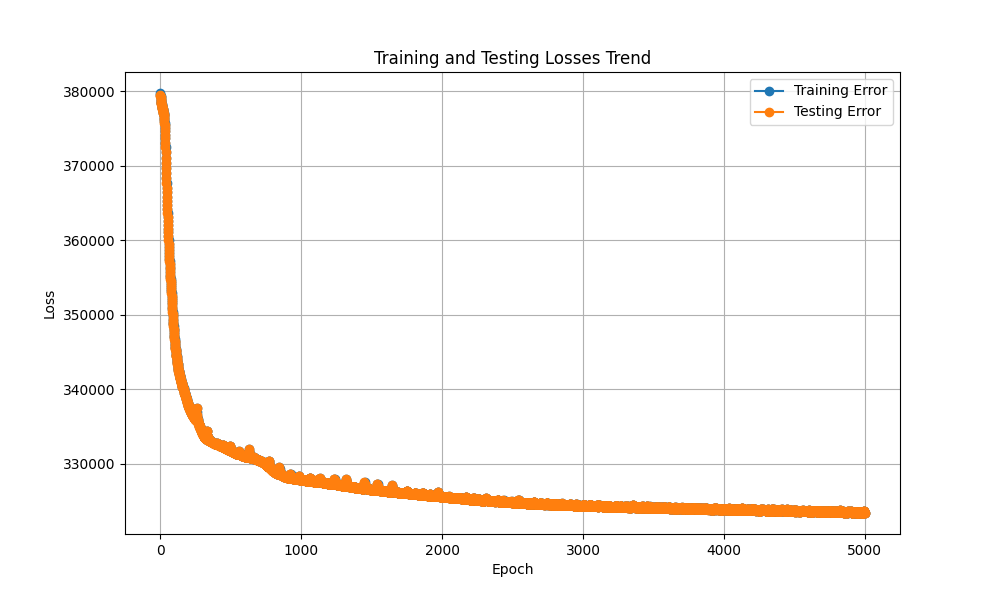 Training and Testing Losses Trend
Training Error
Testing Error
380000
370000
360000
350000
340000
330000
Loss
0
1000
2000
3000
4000
5000
Epoch